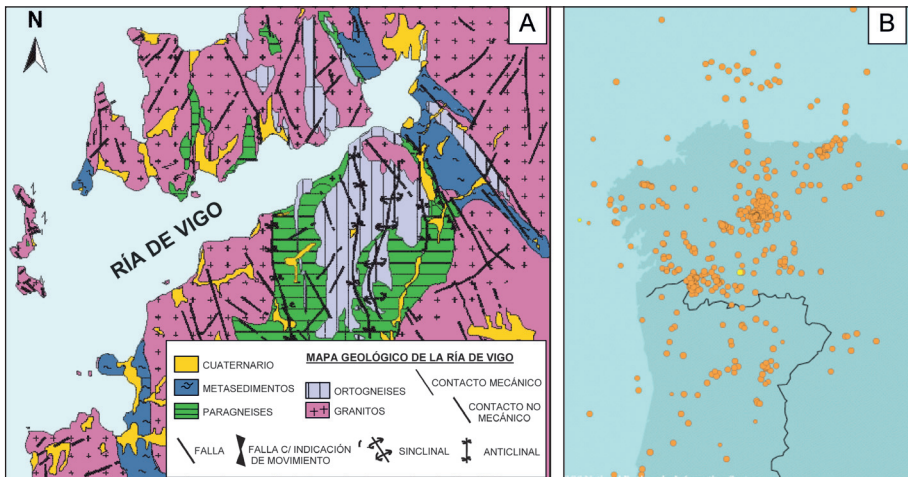 N
A
RÍA DE VIGO
MAPA GEOLÓGICO DE LA RÍA DE VIGO
CUATERNARIO
METASEDIMENTOS
PARAGNEISES
ORTOGNEISES
GRANITOS
CONTACTO MECÁNICO
CONTACTO NO
MECÁNICO
FALLA
FALLA C/ INDICACIÓN
DE MOVIMIENTO
SINCLINAL
ANTICLINAL
B